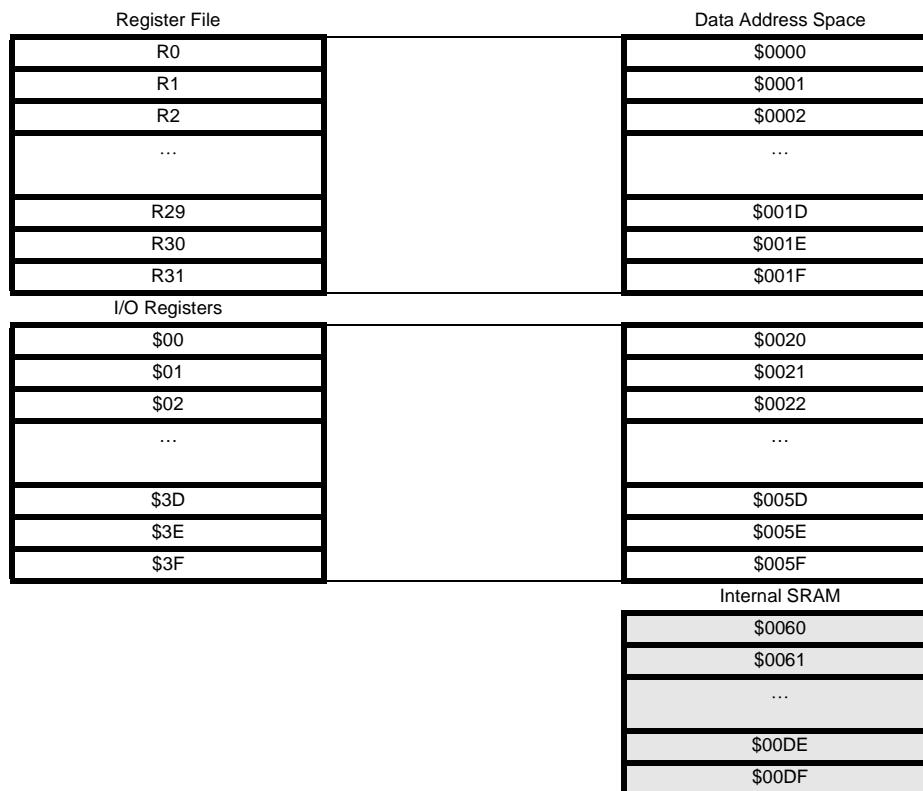 Register File Data Address Space
R0 $0000
R1 $0001
R2 $0002
... ...
R29 $001D
R30 $001E
R31 $001F
I/O Registers
$00 $0020
$01 $0021
$02 $0022
... ...
$3D $005D
$3E $005E
$3F $005F
Internal SRAM
$0060
$0061
...
$00DE
$00DF